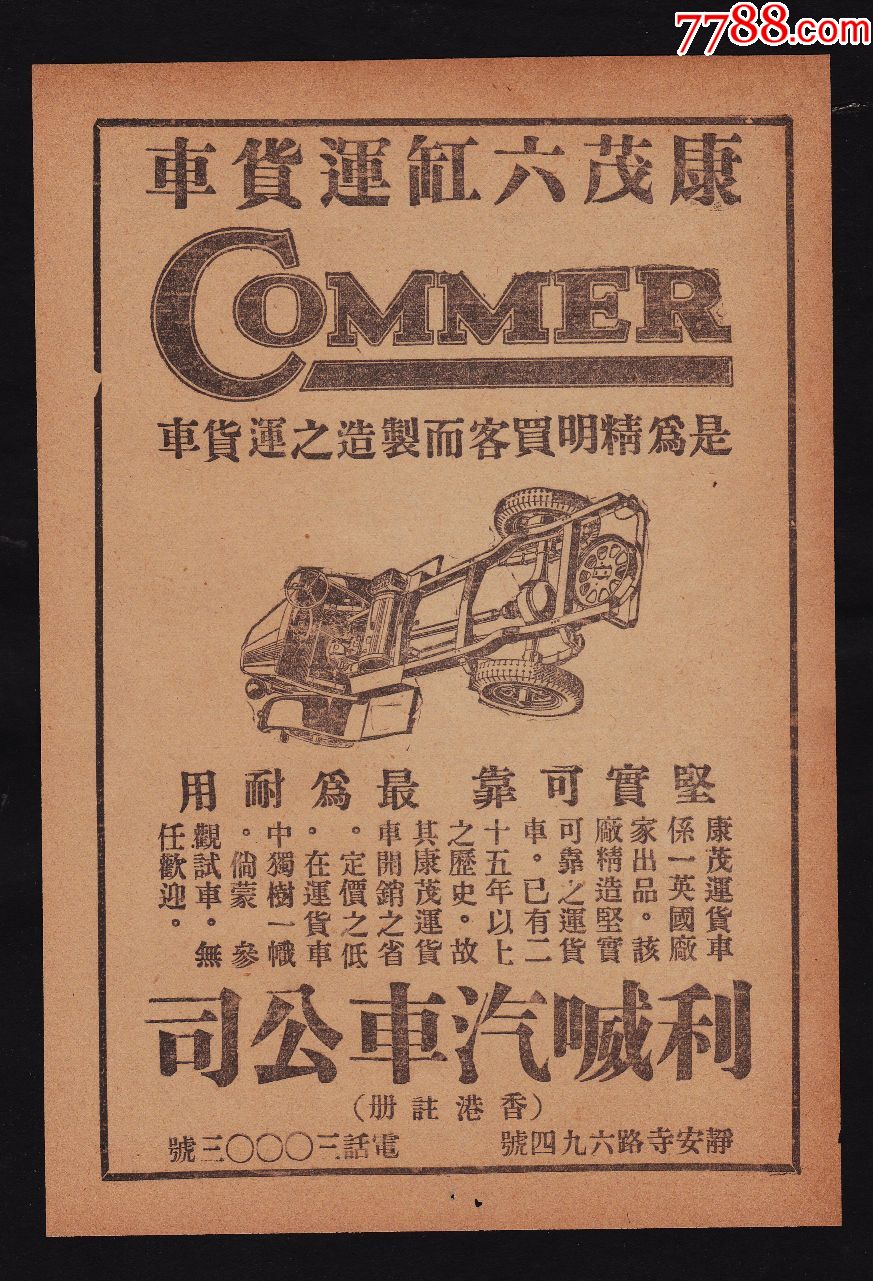 7788.com
康茂六缸運貨車
COMMER
是爲精明買客而製造之運貨車
堅實可靠 最爲耐用
康茂運貨車
係一英國廠
家出品。該
廠精造堅實
可靠之運貨
車。已有二
十五年以上
之歷史。故
其康茂運貨
車開銷之省
。定價之低
。在運貨車
中獨樹一幟
。倘蒙 參
觀試車。無
任歡迎。
利喊汽車公司
(香港註册)
靜安寺路六九四號 電話三〇〇〇三號